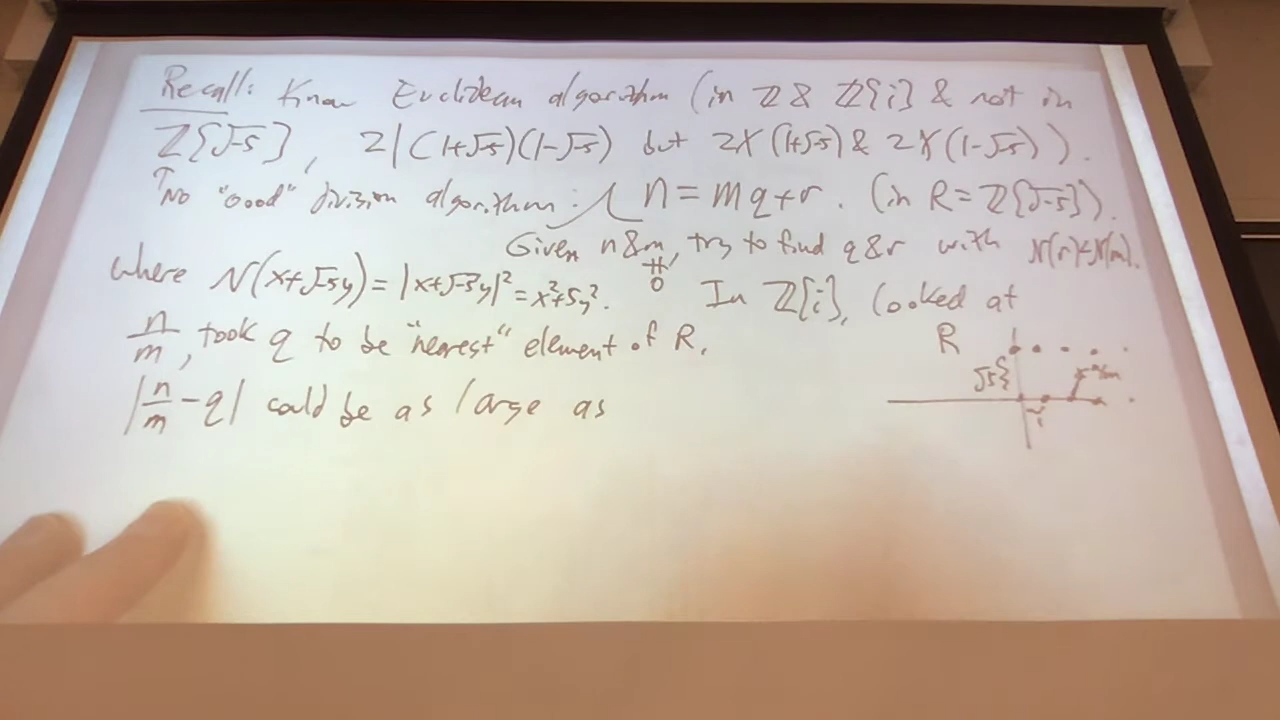 Recall: Know Euclidean algorithm (in ℤ & ℤ[i] & not in
ℤ[√-5], 2|(1+√-5)(1-√-5) but 2∤(1+√-5) & 2∤(1-√-5)).
↑No "good" division algorithm: n = mq+r. (in R = ℤ[√-5]).
Given n & m, try to find q & r with N(r)<N(m).
≠
0
where N(x+√-5y) = |x+√-5y|² = x²+5y². In ℤ[i], looked at
n/m, took q to be "nearest" element of R.
R
√5
n/m
1
|n/m - q| could be as large as